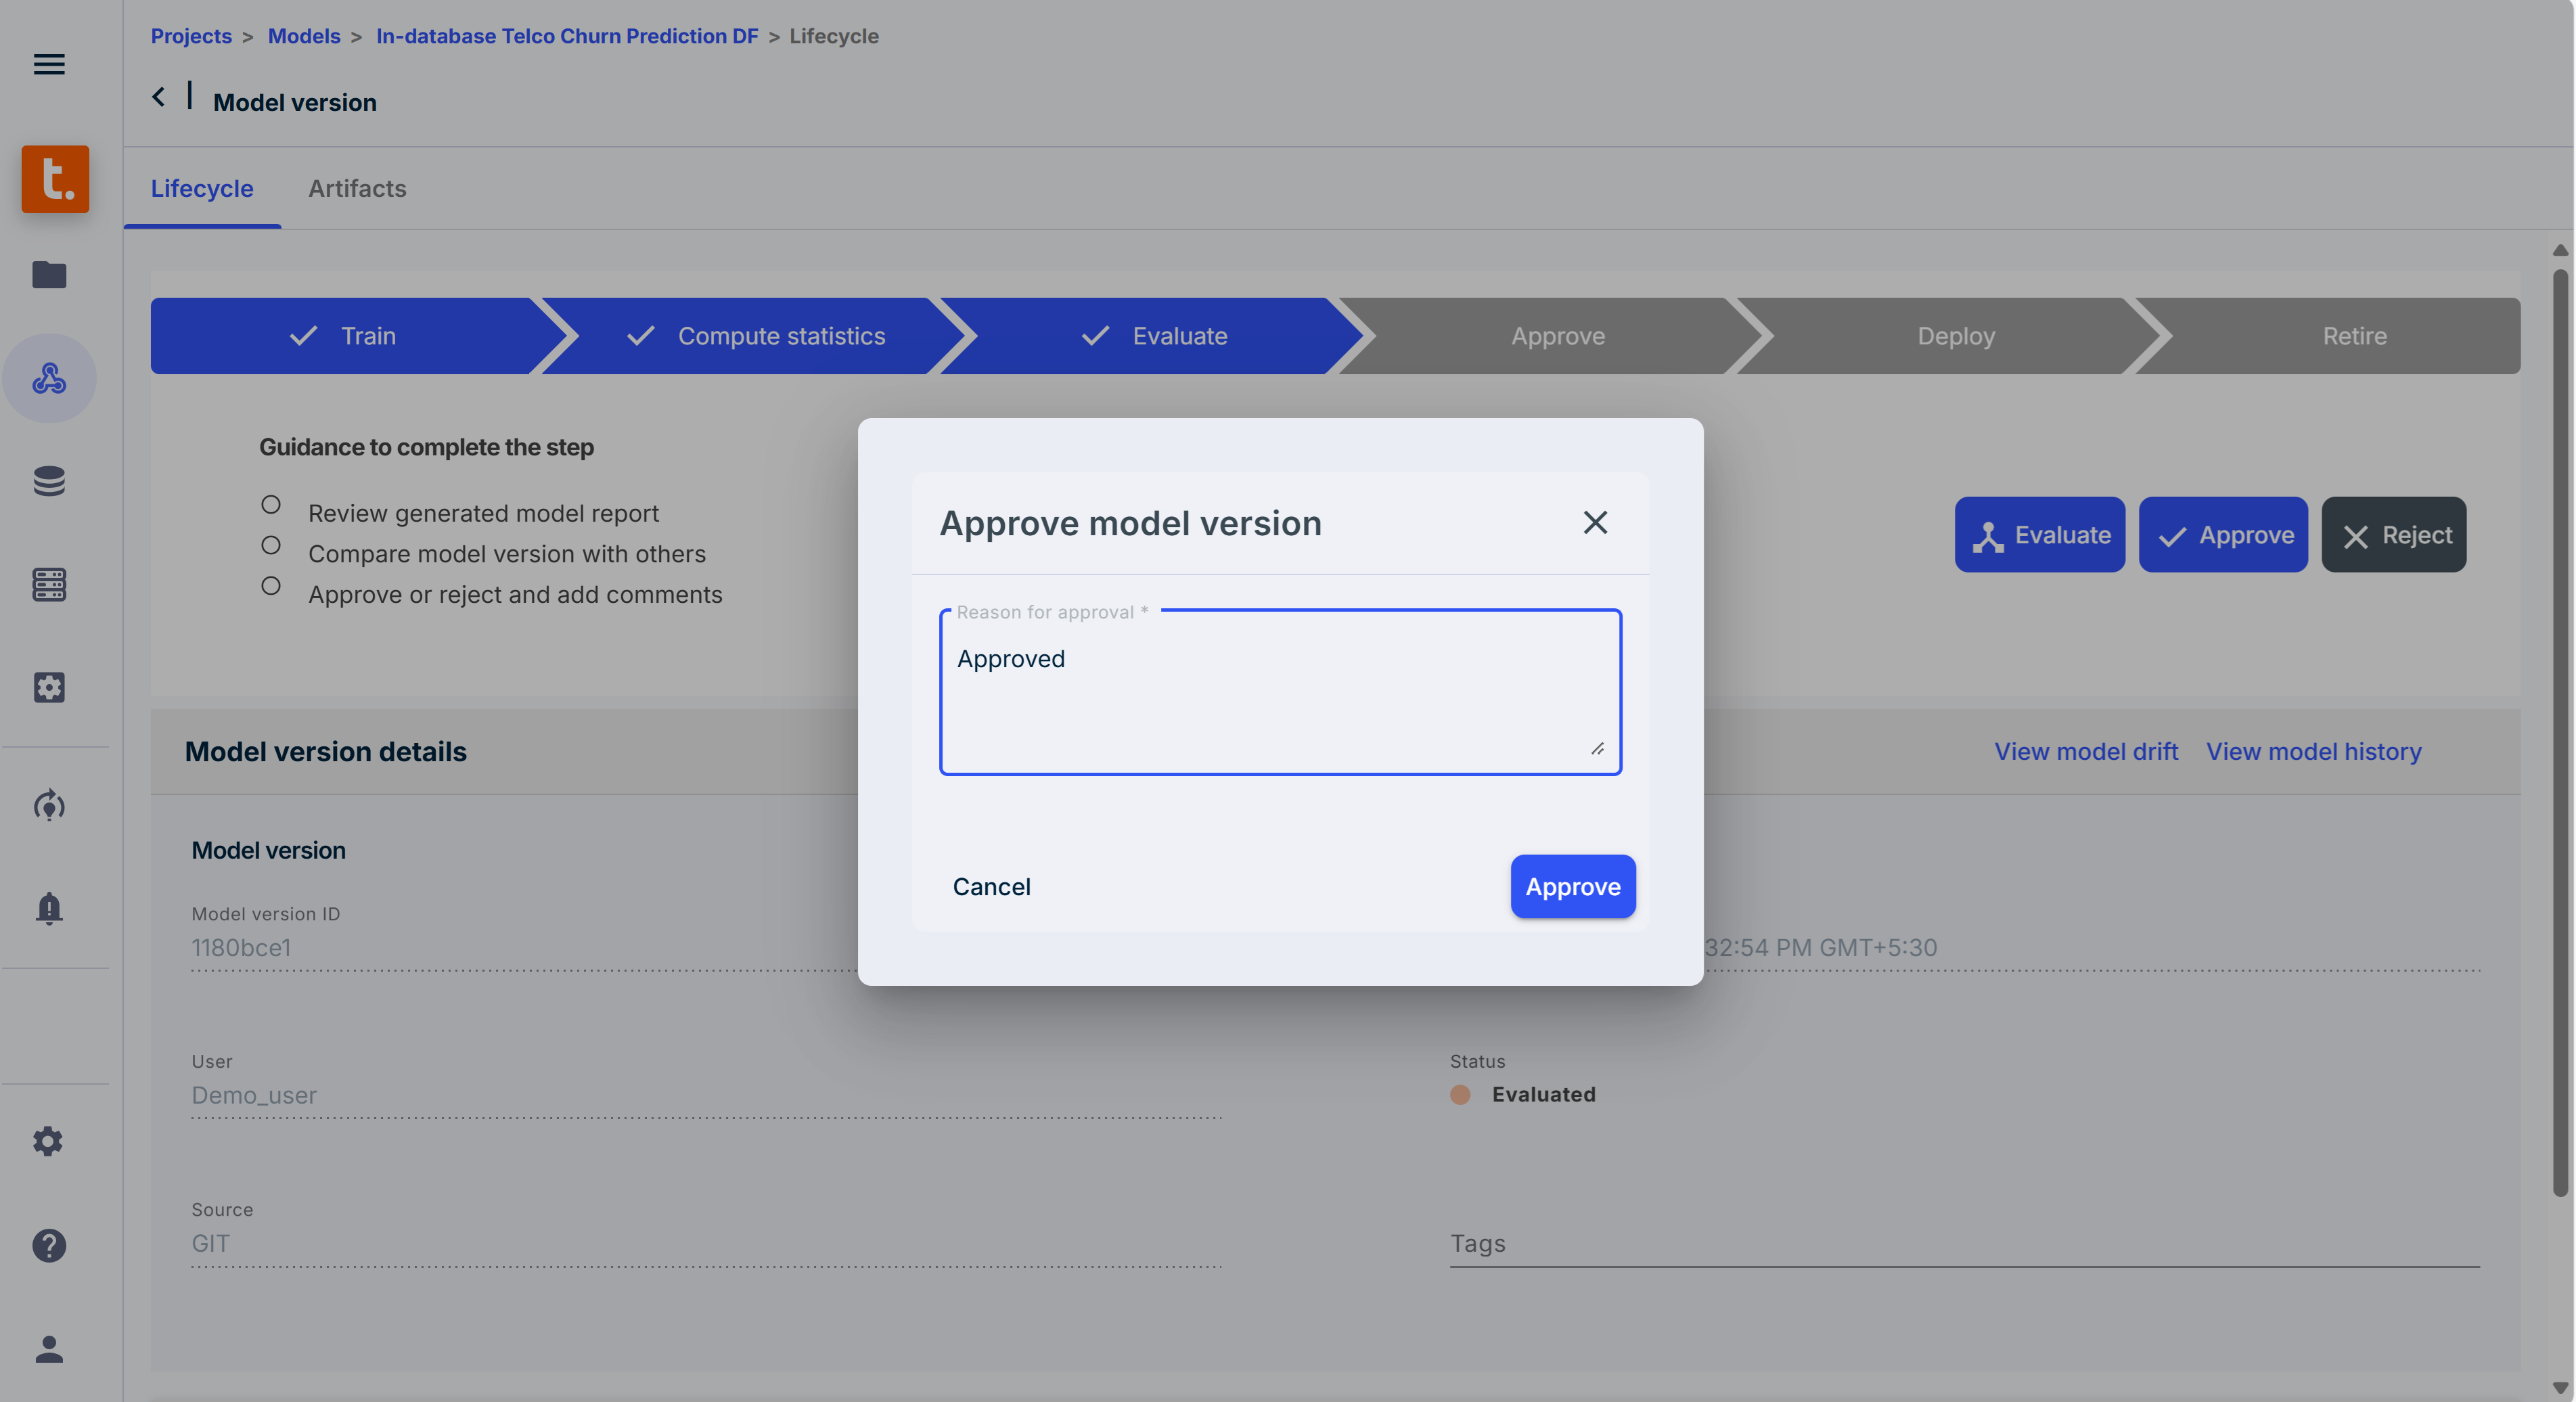 Projects > Models > In-database Telco Churn Prediction DF > Lifecycle
Model version
t.
Lifecycle Artifacts
Train Compute statistics Evaluate Approve Deploy Retire
Guidance to complete the step
Review generated model report
Compare model version with others
Approve or reject and add comments
Evaluate Approve Reject
Approve model version
Reason for approval *
Approved
Cancel Approve
Model version details
View model drift View model history
Model version
Model version ID
1180bce1
32:54 PM GMT+5:30
User
Demo_user
Status
Evaluated
Source
GIT
Tags